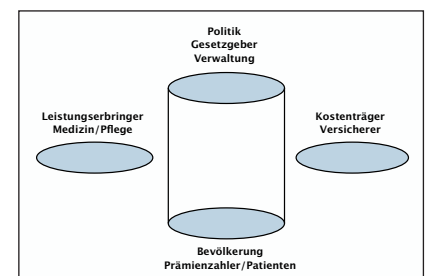 Politik
Gesetzgeber
Verwaltung
Leistungserbringer
Medizin/Pflege
Kostenträger
Versicherer
Bevölkerung
Prämienzahler/Patienten